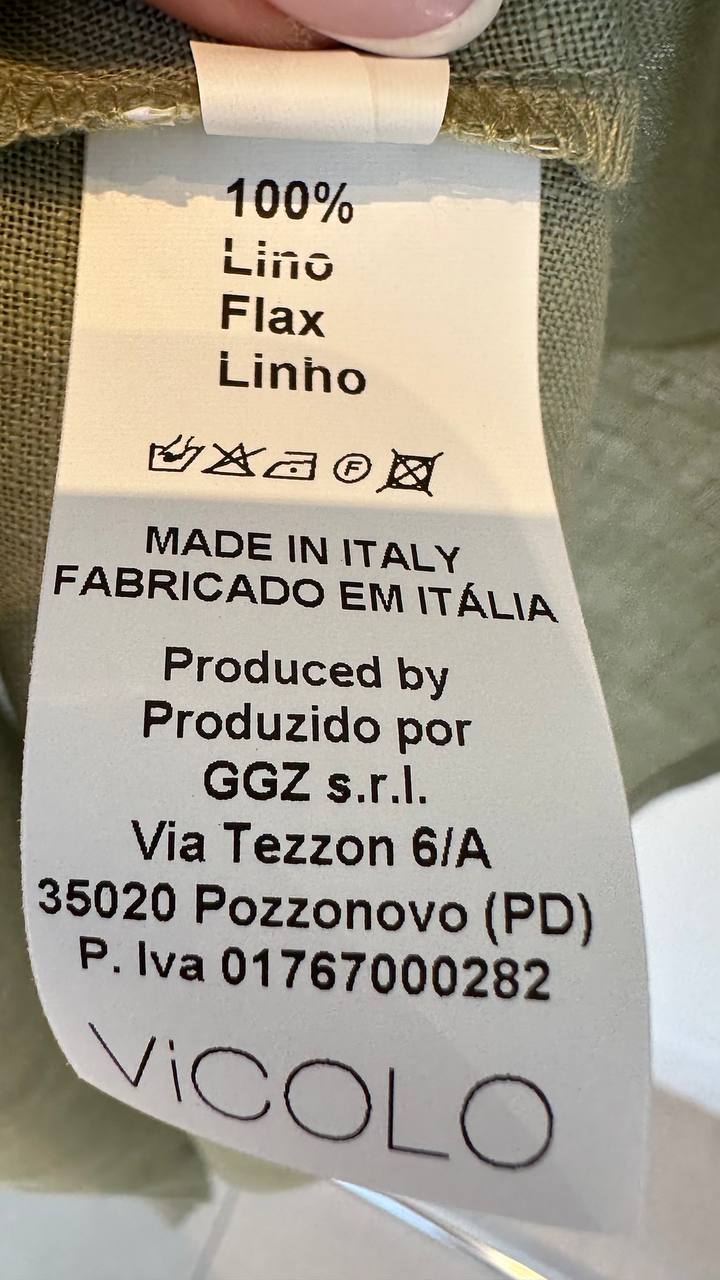 100%
Lino
Flax
Linho
F
MADE IN ITALY
FABRICADO EM ITÁLIA
Produced by
Produzido por
GGZ s.r.l.
Via Tezzon 6/A
35020 Pozzonovo (PD)
P. Iva 01767000282
ViCOLO